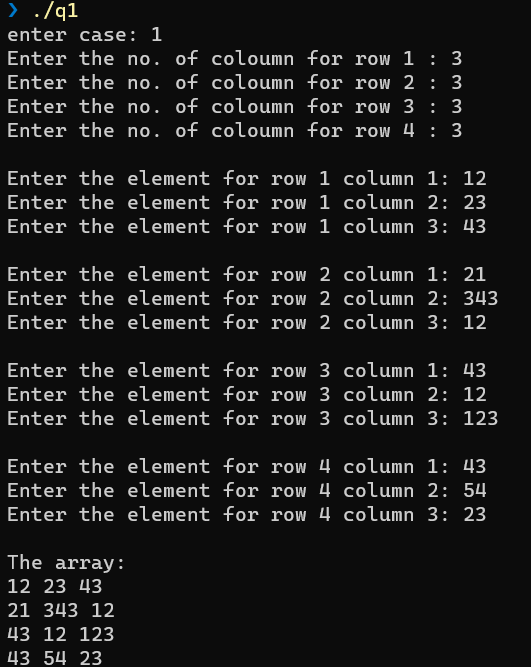 ❯ ./q1
enter case: 1
Enter the no. of coloumn for row 1 : 3
Enter the no. of coloumn for row 2 : 3
Enter the no. of coloumn for row 3 : 3
Enter the no. of coloumn for row 4 : 3
Enter the element for row 1 column 1: 12
Enter the element for row 1 column 2: 23
Enter the element for row 1 column 3: 43
Enter the element for row 2 column 1: 21
Enter the element for row 2 column 2: 343
Enter the element for row 2 column 3: 12
Enter the element for row 3 column 1: 43
Enter the element for row 3 column 2: 12
Enter the element for row 3 column 3: 123
Enter the element for row 4 column 1: 43
Enter the element for row 4 column 2: 54
Enter the element for row 4 column 3: 23
The array:
12 23 43
21 343 12
43 12 123
43 54 23